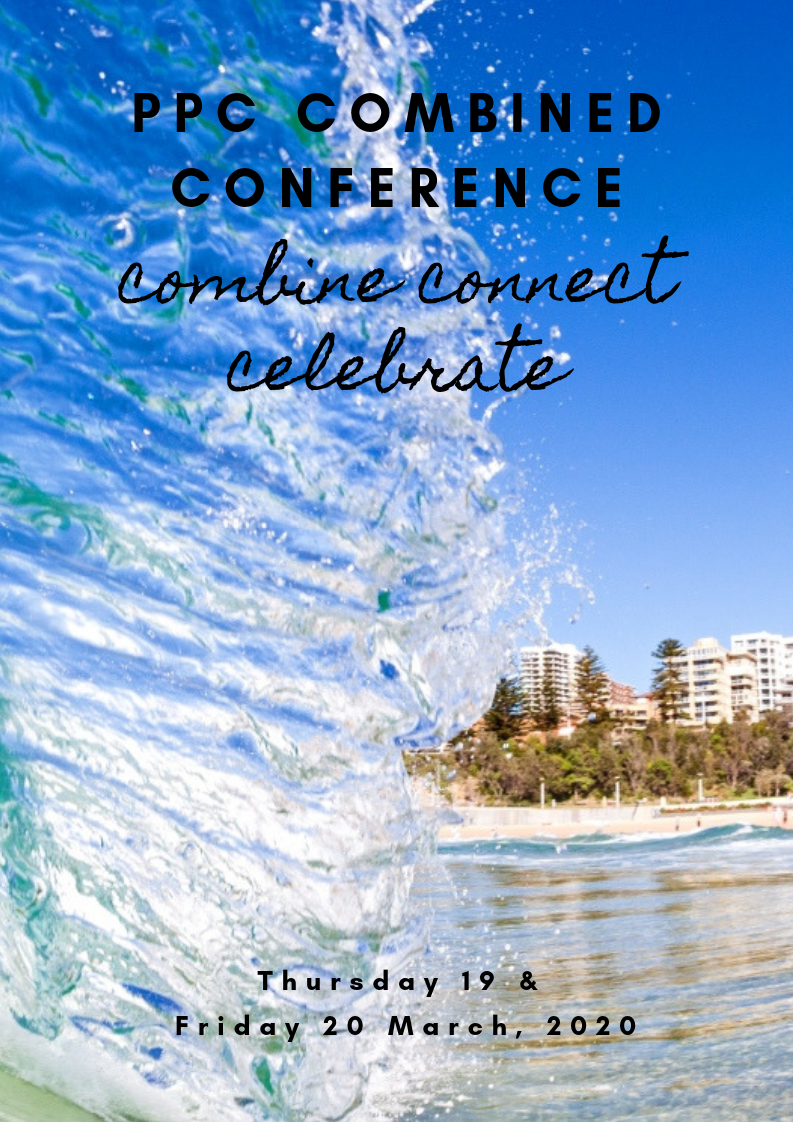 PPC COMBINED
CONFERENCE
combine connect
celebrate
Thursday 19 &
Friday 20 March, 2020